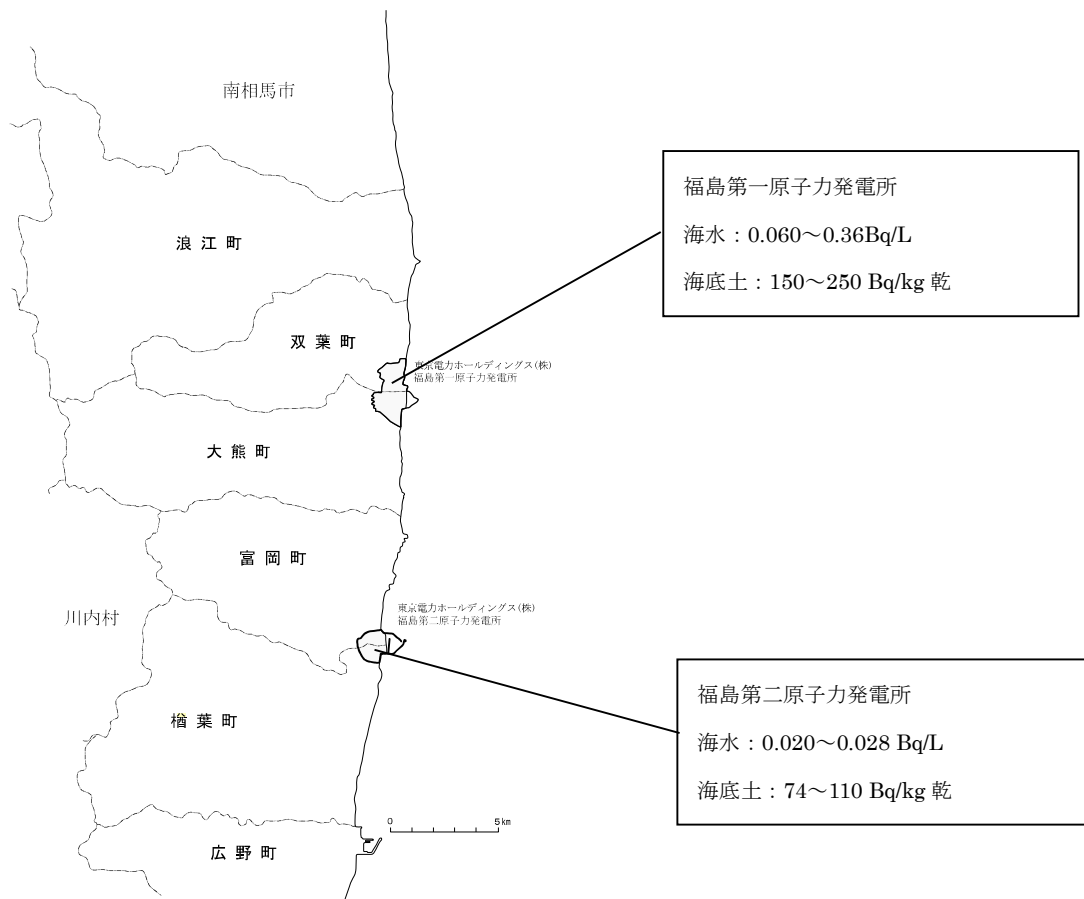 南相馬市
福島第一原子力発電所
海水：0.060～0.36Bq/L
海底土：150～250 Bq/kg 乾
浪江町
双葉町
東京電力ホールディングス(株)
福島第一原子力発電所
大熊町
富岡町
川内村
東京電力ホールディングス(株)
福島第二原子力発電所
福島第二原子力発電所
海水：0.020～0.028 Bq/L
海底土：74～110 Bq/kg 乾
楢葉町
0 5km
広野町